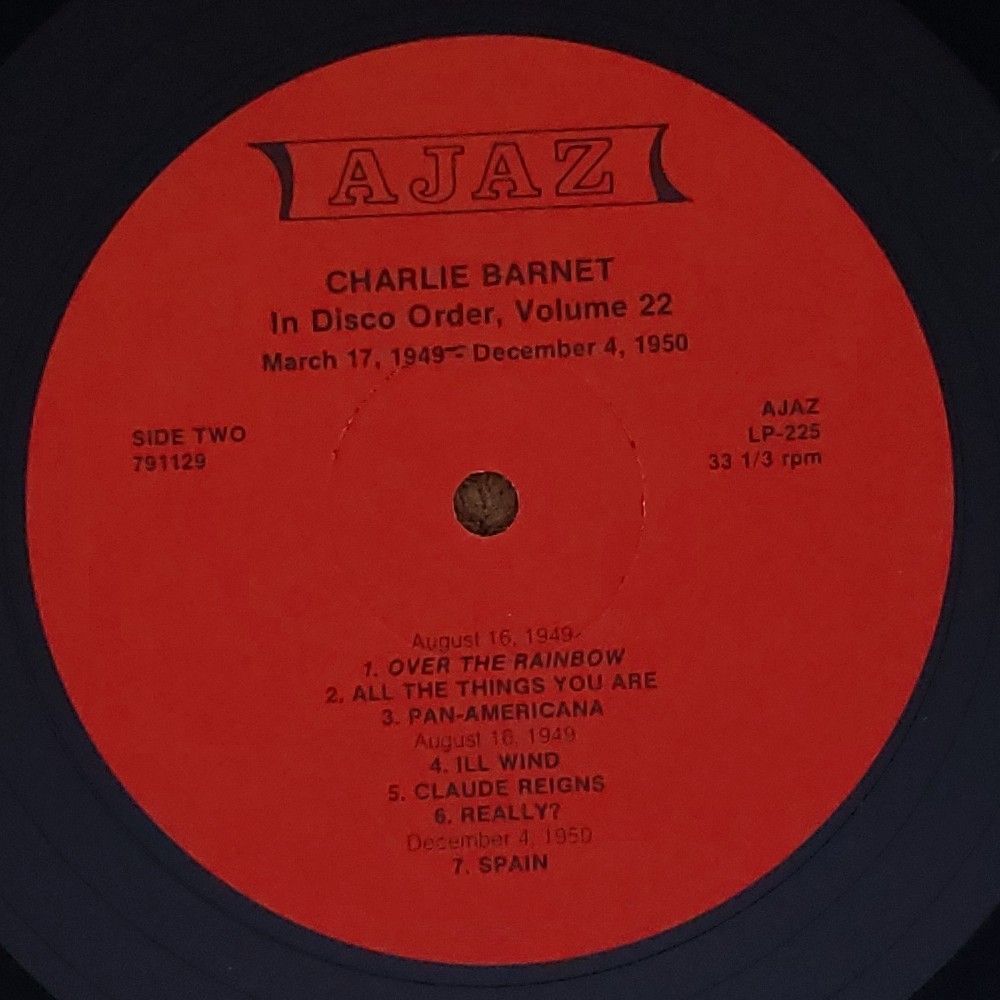 AJAZ
CHARLIE BARNET
In Disco Order, Volume 22
March 17, 1949 - December 4, 1950
SIDE TWO
791129
AJAZ
LP-225
33 1/3 rpm
August 16, 1949
1. OVER THE RAINBOW
2. ALL THE THINGS YOU ARE
3. PAN-AMERICANA
August 16, 1949
4. ILL WIND
5. CLAUDE REIGNS
6. REALLY?
December 4, 1950
7. SPAIN